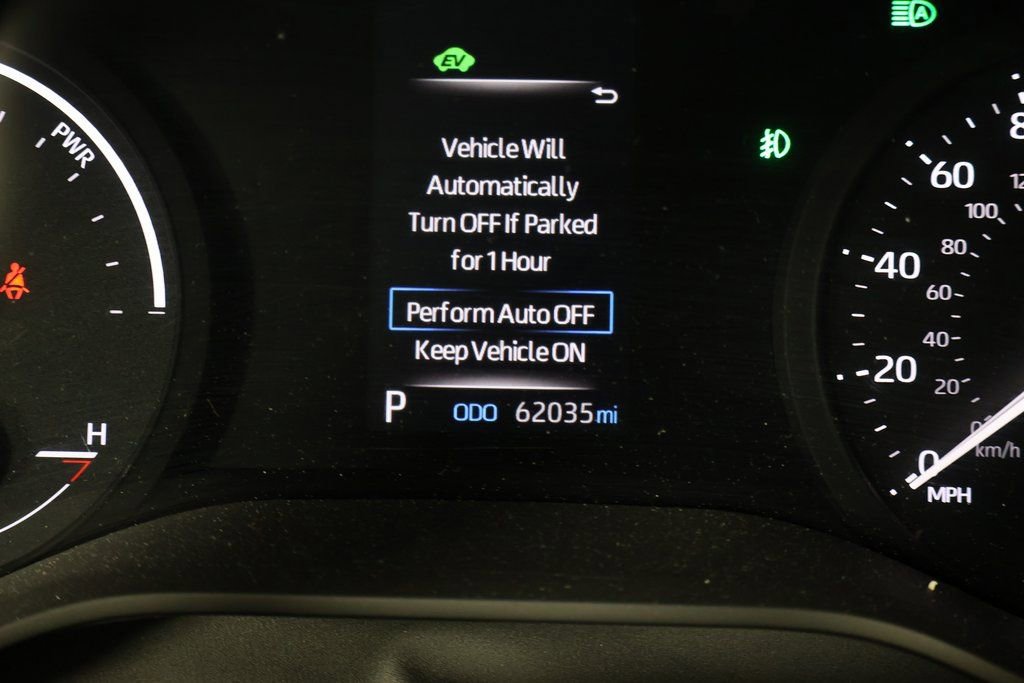 EV
A
Vehicle Will
Automatically
Turn OFF If Parked
for 1 Hour
Perform Auto OFF
Keep Vehicle ON
P ODO 62035 mi
PWR
H
60
40
20
0
MPH
100
80
60
40
20
0
km/h